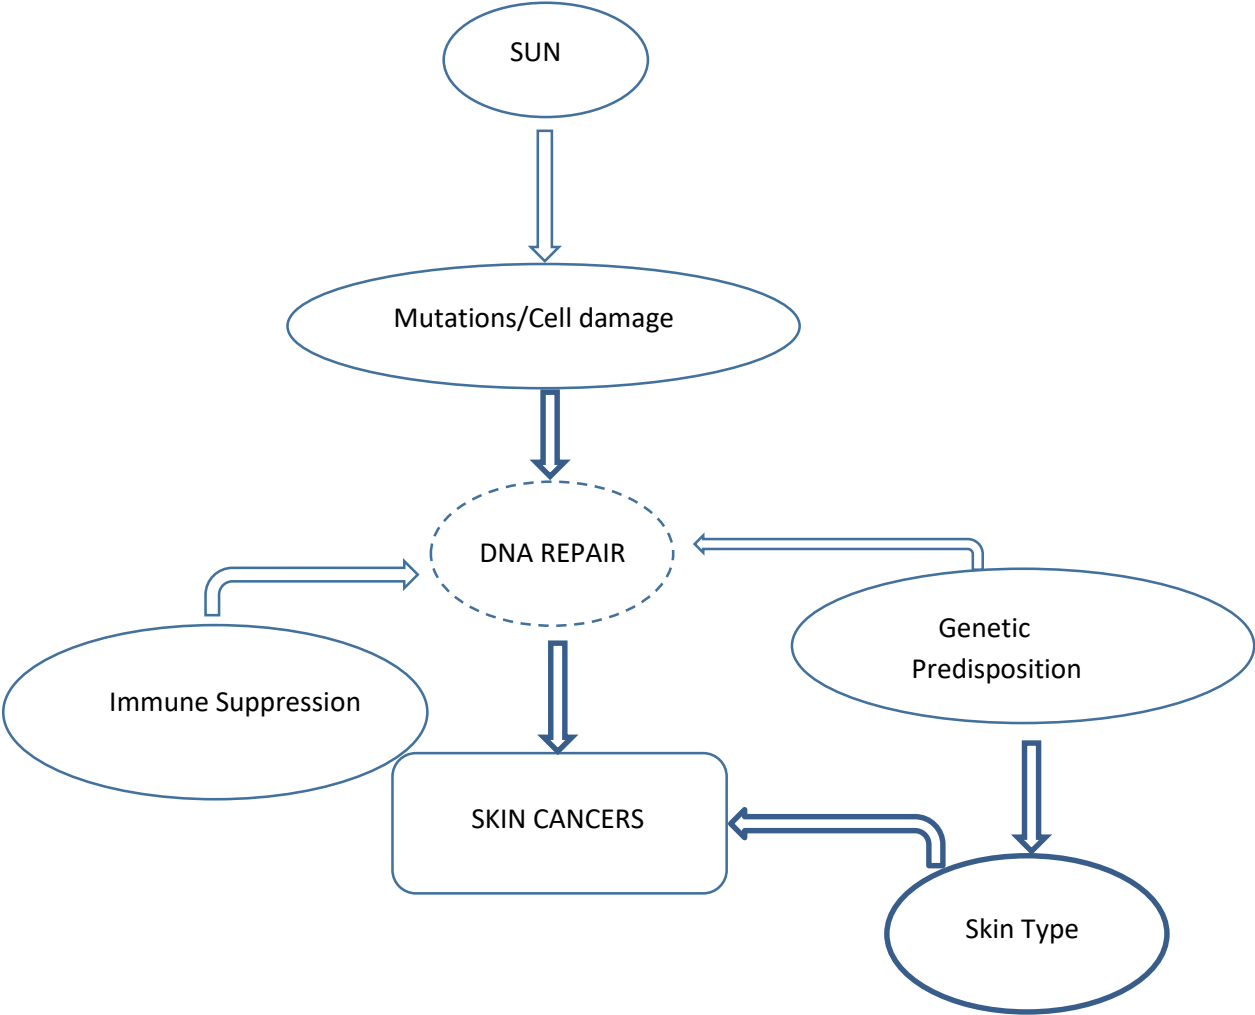 SUN
Mutations/Cell damage
DNA REPAIR
Genetic
Predisposition
Immune Suppression
SKIN CANCERS
Skin Type